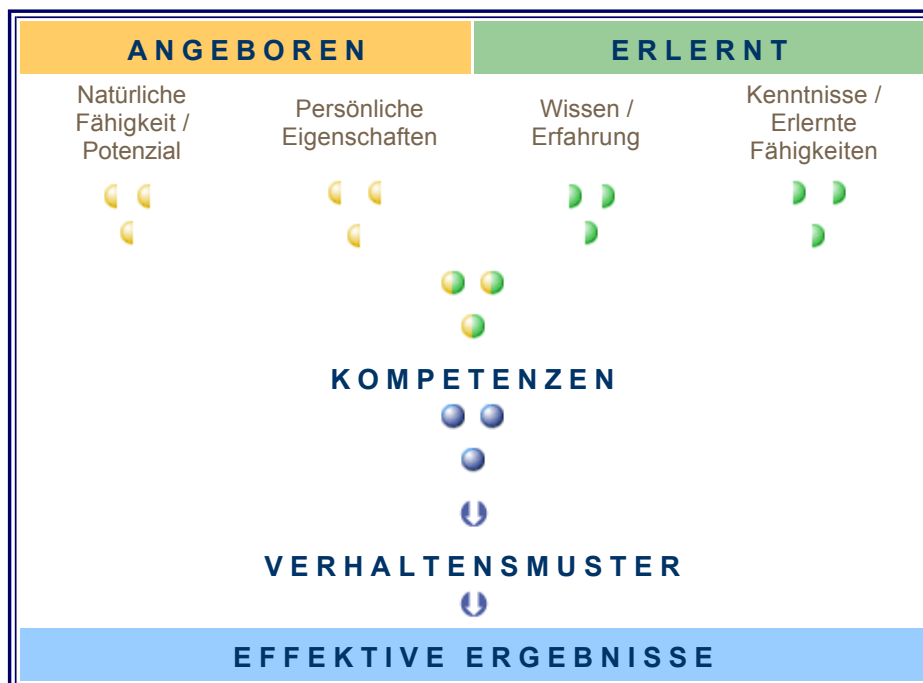 ANGEBOREN
ERLERNT
Natürliche
Fähigkeit /
Potenzial
Persönliche
Eigenschaften
Wissen /
Erfahrung
Kenntnisse /
Erlernte
Fähigkeiten
KOMPETENZEN
VERHALTENSMUSTER
EFFEKTIVE ERGEBNISSE